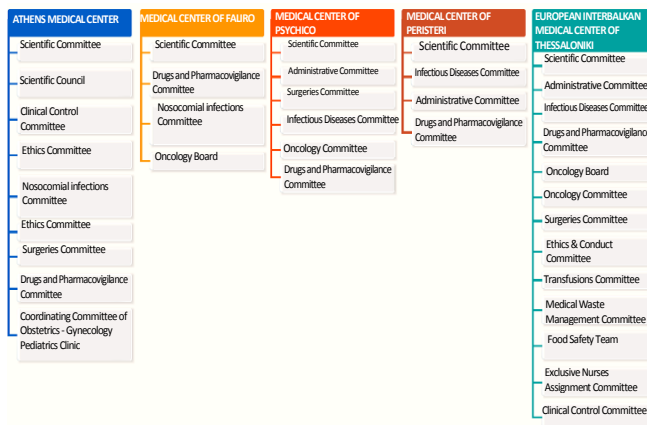 ATHENS MEDICAL CENTER
Scientific Committee
Scientific Council
Clinical Control
Committee
Ethics Committee
Nosocomial infections
Committee
Ethics Committee
Surgeries Committee
Drugs and Pharmacovigilance
Committee
Coordinating Committee of
Obstetrics - Gynecology
Pediatrics Clinic
MEDICAL CENTER OF FALIRO
Scientific Committee
Drugs and Pharmacovigilance
Committee
Nosocomial infections
Committee
Oncology Board
MEDICAL CENTER OF
PSYCHICO
Scientific Committee
Administrative Committee
Surgeries Committee
Infectious Diseases Committee
Oncology Committee
Drugs and Pharmacovigilance
Committee
MEDICAL CENTER OF
PERISTERI
Scientific Committee
Infectious Diseases Committee
Administrative Committee
Drugs and Pharmacovigilance
Committee
EUROPEAN INTERBALKAN
MEDICAL CENTER OF
THESSALONIKI
Scientific Committee
Administrative Committee
Infectious Diseases Committee
Drugs and Pharmacovigilance
Committee
Oncology Board
Oncology Committee
Surgeries Committee
Ethics & Conduct
Committee
Transfusions Committee
Medical Waste
Management Committee
Food Safety Team
Exclusive Nurses
Assignment Committee
Clinical Control Committee